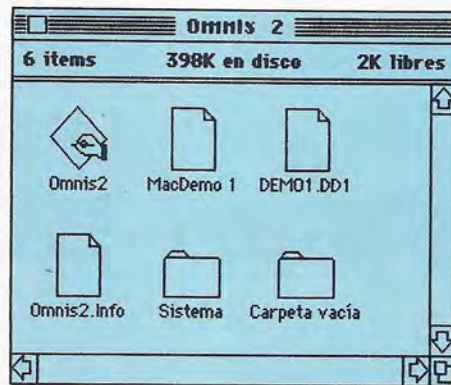 Omnis 2
6 items 398K en disco 2K libres
Omnis2 MacDemo 1 DEMO1.DD1
Omnis2.Info Sistema Carpeta vacía